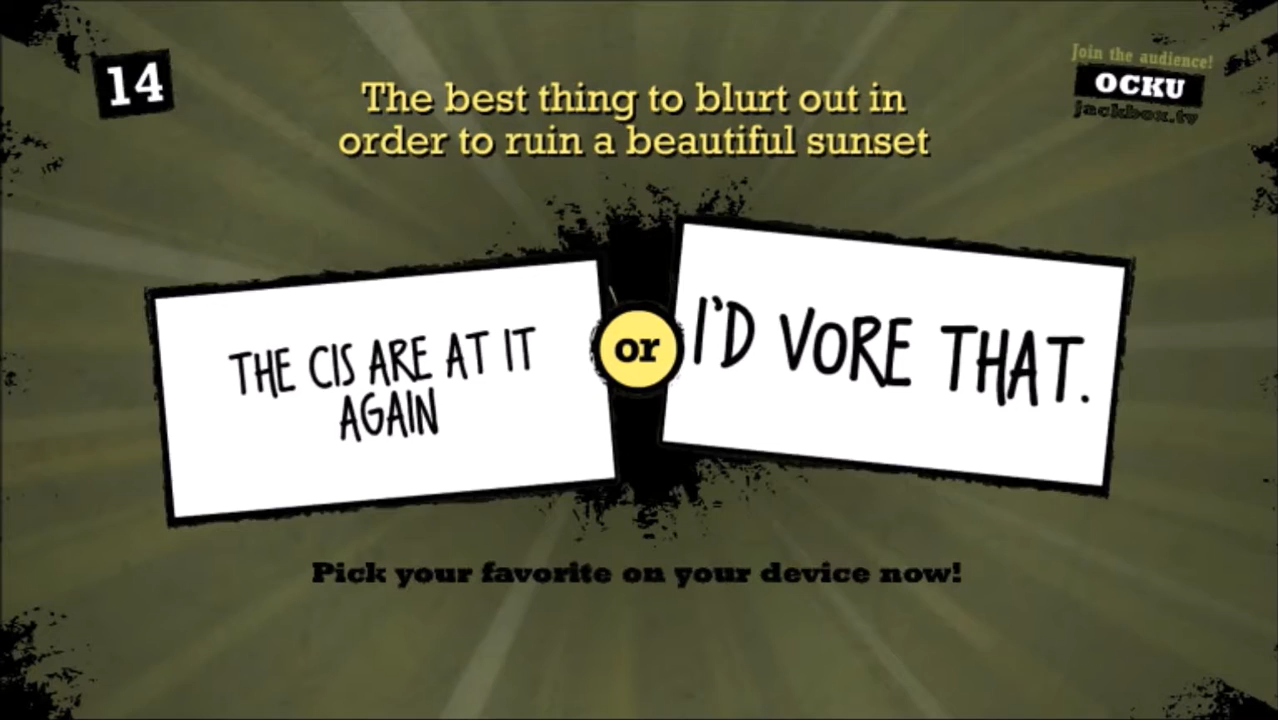 14
The best thing to blurt out in
order to ruin a beautiful sunset
Join the audience!
OCKU
jackbox.tv
THE CIS ARE AT IT
AGAIN
or
I'D VORE THAT.
Pick your favorite on your device now!